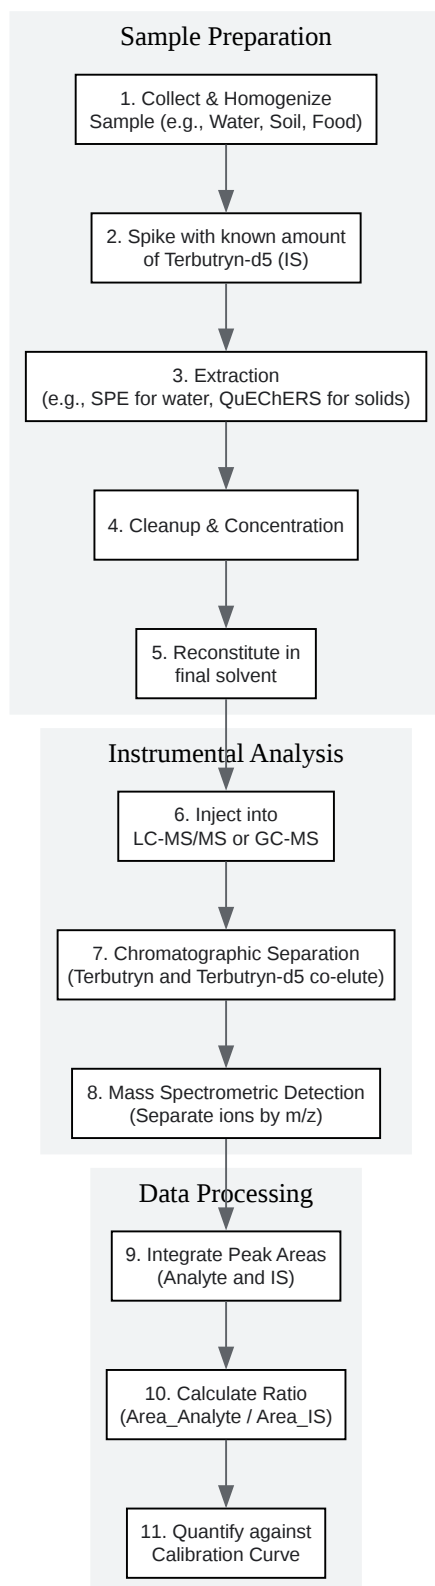 Sample Preparation
1. Collect & Homogenize
Sample (e.g., Water, Soil, Food)
2. Spike with known amount
of Terbutryn-d5 (IS)
3. Extraction
(e.g., SPE for water, QuEChERS for solids)
4. Cleanup & Concentration
5. Reconstitute in
final solvent
Instrumental Analysis
6. Inject into
LC-MS/MS or GC-MS
7. Chromatographic Separation
(Terbutryn and Terbutryn-d5 co-elute)
8. Mass Spectrometric Detection
(Separate ions by m/z)
Data Processing
9. Integrate Peak Areas
(Analyte and IS)
10. Calculate Ratio
(Area_Analyte / Area_IS)
11. Quantify against
Calibration Curve